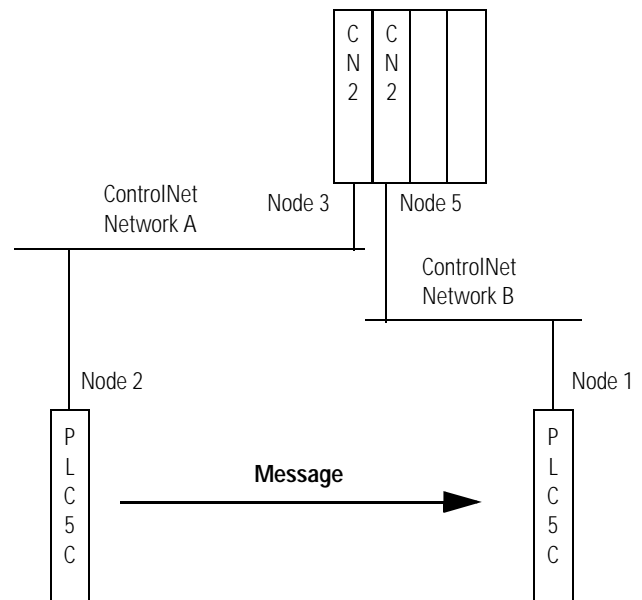 C
N
2
C
N
2
ControlNet
Network A
Node 3
Node 5
ControlNet
Network B
Node 2
Node 1
P
L
C
5
C
Message
P
L
C
5
C